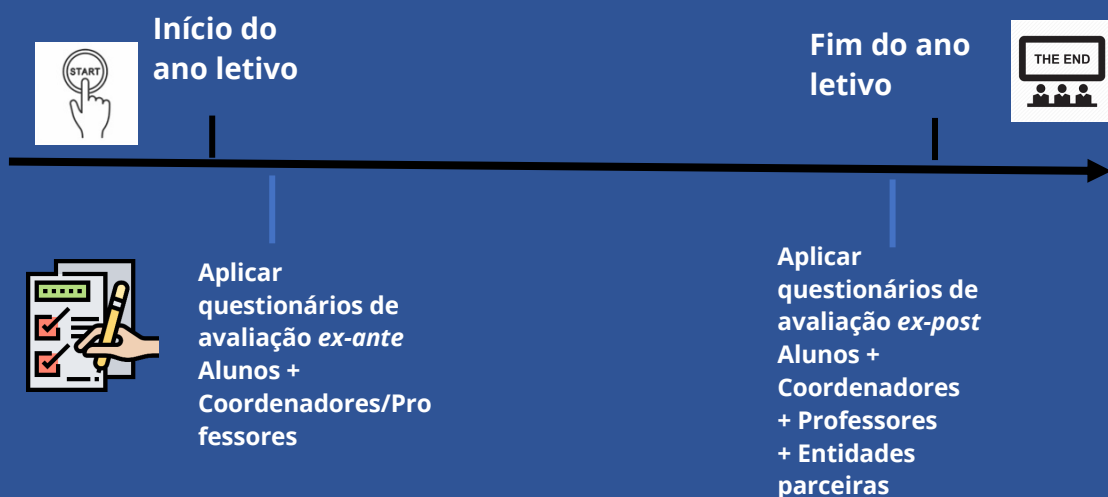 START
Início do
ano letivo
Fim do ano
letivo
THE END
Aplicar
questionários de
avaliação ex-ante
Alunos +
Coordenadores/Pro
fessores
Aplicar
questionários de
avaliação ex-post
Alunos +
Coordenadores
+ Professores
+ Entidades
parceiras